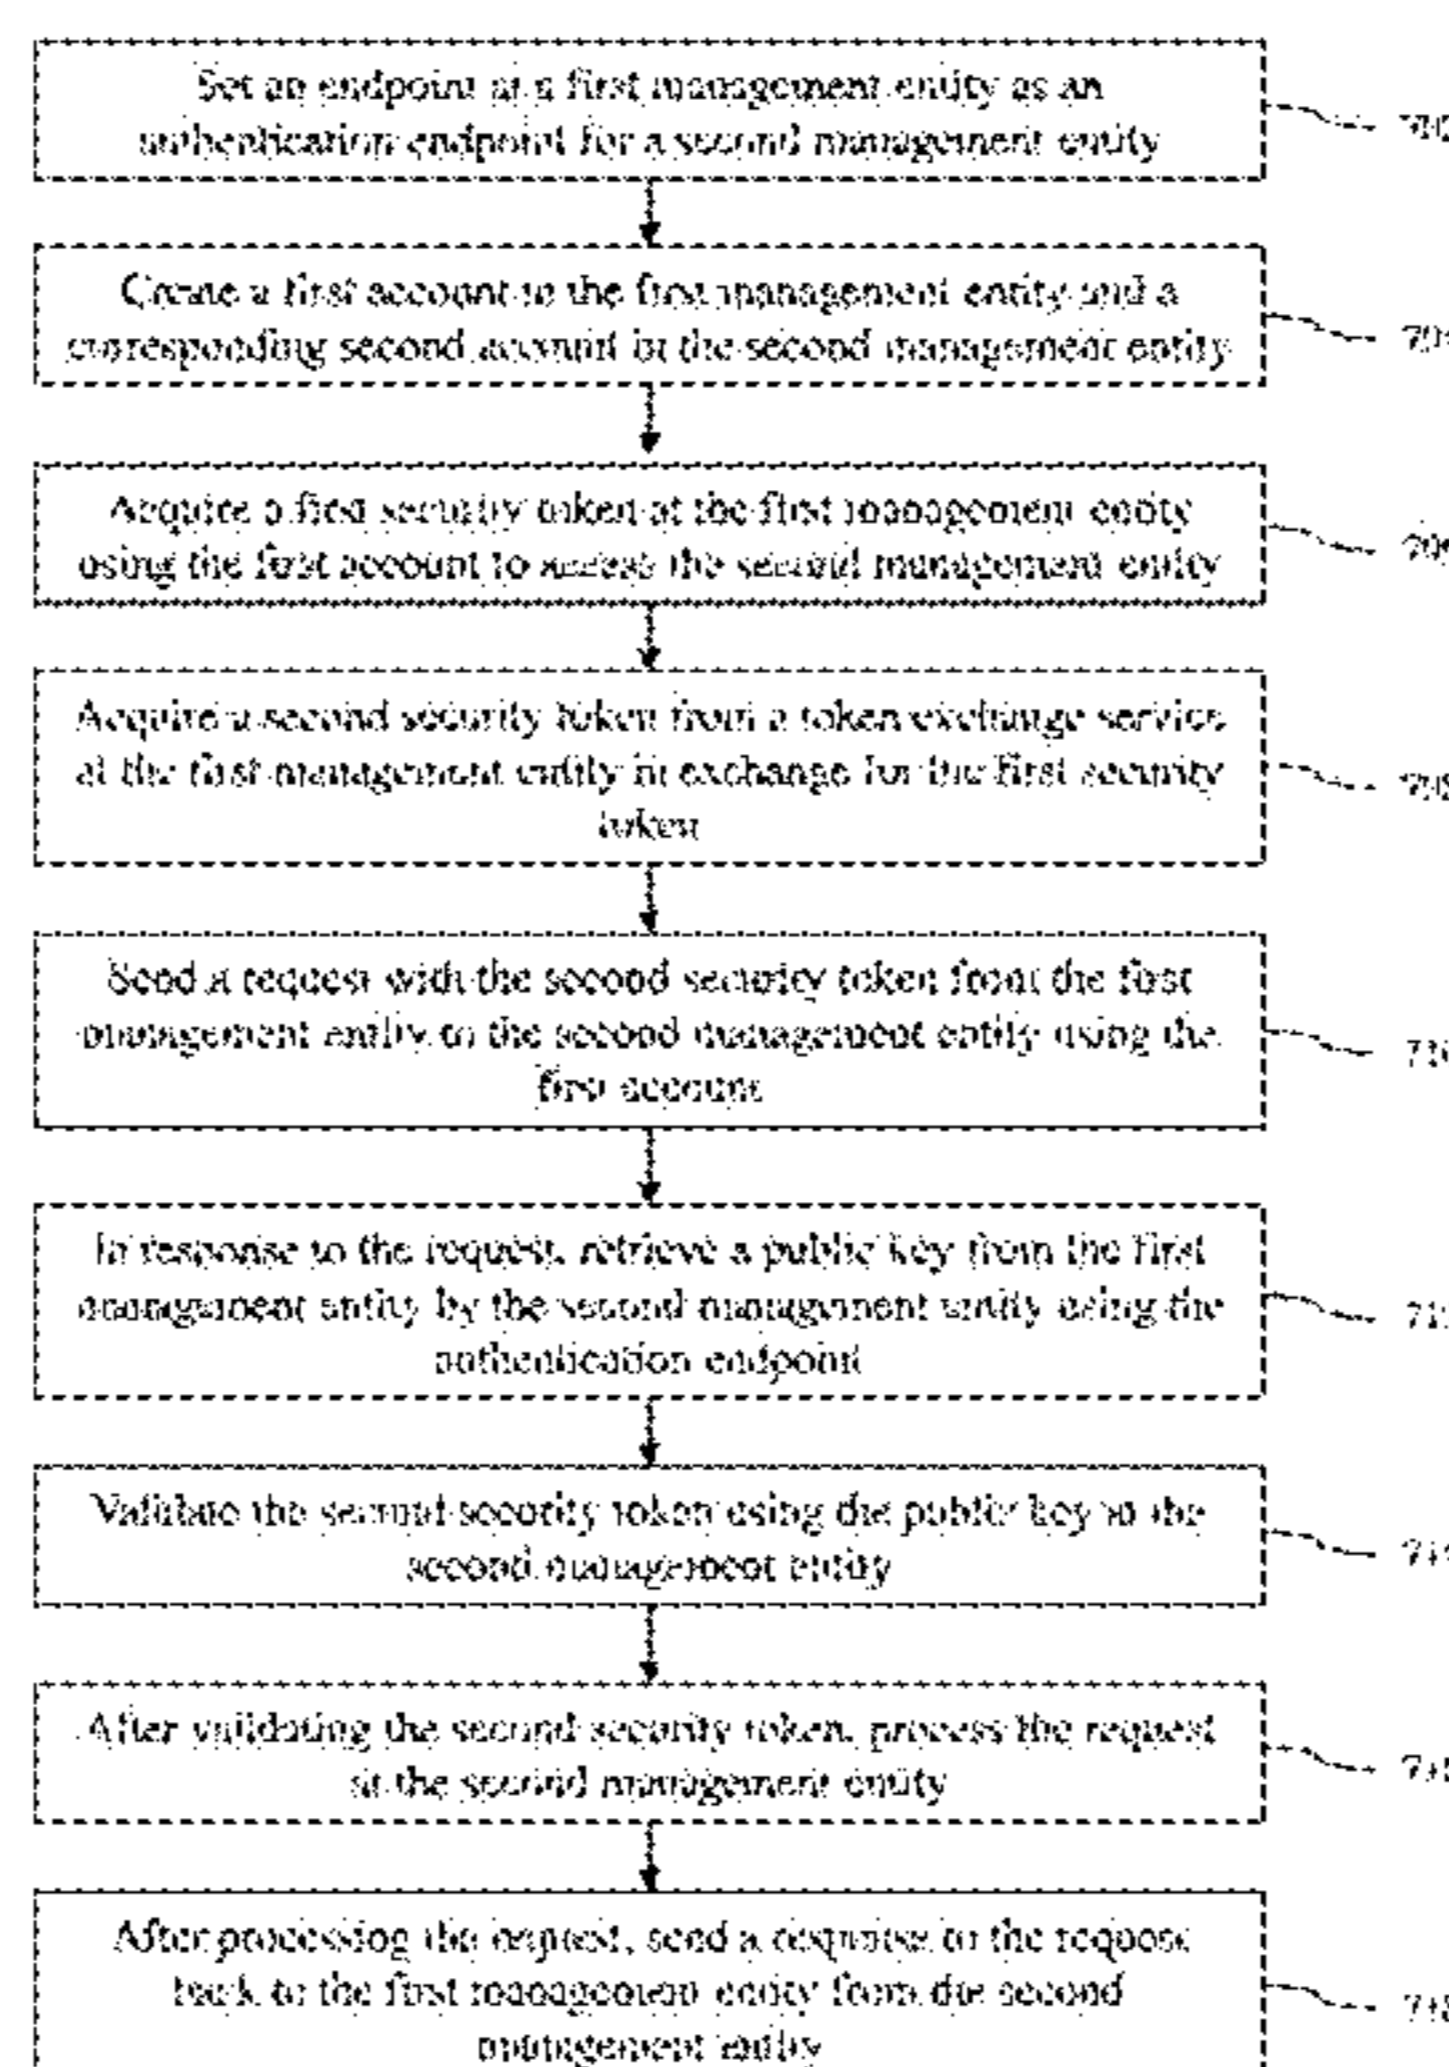 Set an endpoint at a first management entity as an
authentication endpoint for a second management entity
Create a first account in the first management entity and a
corresponding second account in the second management entity
Acquire a first security token at the first management entity
using the first account to access the second management entity
Acquire a second security token from a token exchange service
at the first management entity in exchange for the first security
token
Send a request with the second security token from the first
management entity to the second management entity using the
first account
In response to the request, retrieve a public key from the first
management entity by the second management entity using the
authentication endpoint
Validate the second security token using the public key at the
second management entity
After validating the second security token, process the request
at the second management entity
After processing the request, send a response to the request
back to the first management entity from the second
management entity